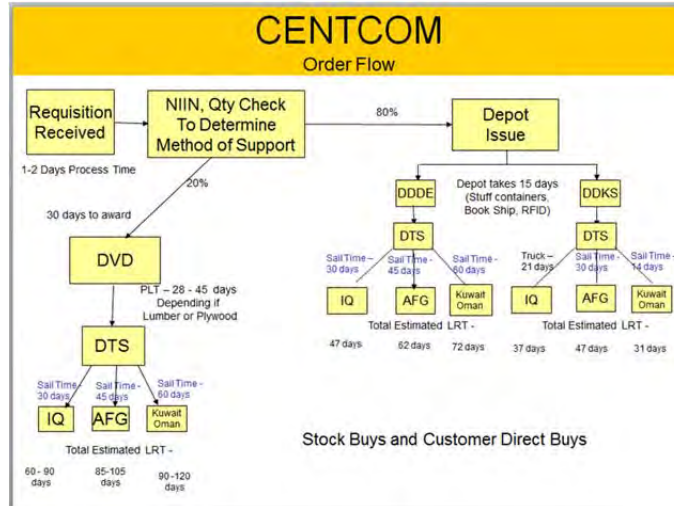 CENTCOM
Order Flow
Requisition
Received
NIIN, Qty Check
To Determine
Method of Support
80%
Depot
Issue
1-2 Days Process Time
20%
30 days to award
DVD
PLT – 28 - 45 days
Depending if
Lumber or Plywood
DTS
Sail Time -
30 days
Sail Time -
45 days
Sail Time -
60 days
IQ
AFG
Kuwait
Oman
Total Estimated LRT -
60 - 90
days
85-105
days
90-120
days
DDDE
Depot takes 15 days
(Stuff containers,
Book Ship, RFID)
DDKS
DTS
Sail Time –
30 days
Sail Time -
45 days
Sail Time -
60 days
IQ
AFG
Kuwait
Oman
Total Estimated LRT -
47 days
62 days
72 days
DTS
Truck –
21 days
Sail Time -
30 days
Sail Time -
14 days
IQ
AFG
Kuwait
Oman
Total Estimated LRT -
37 days
47 days
31 days
Stock Buys and Customer Direct Buys